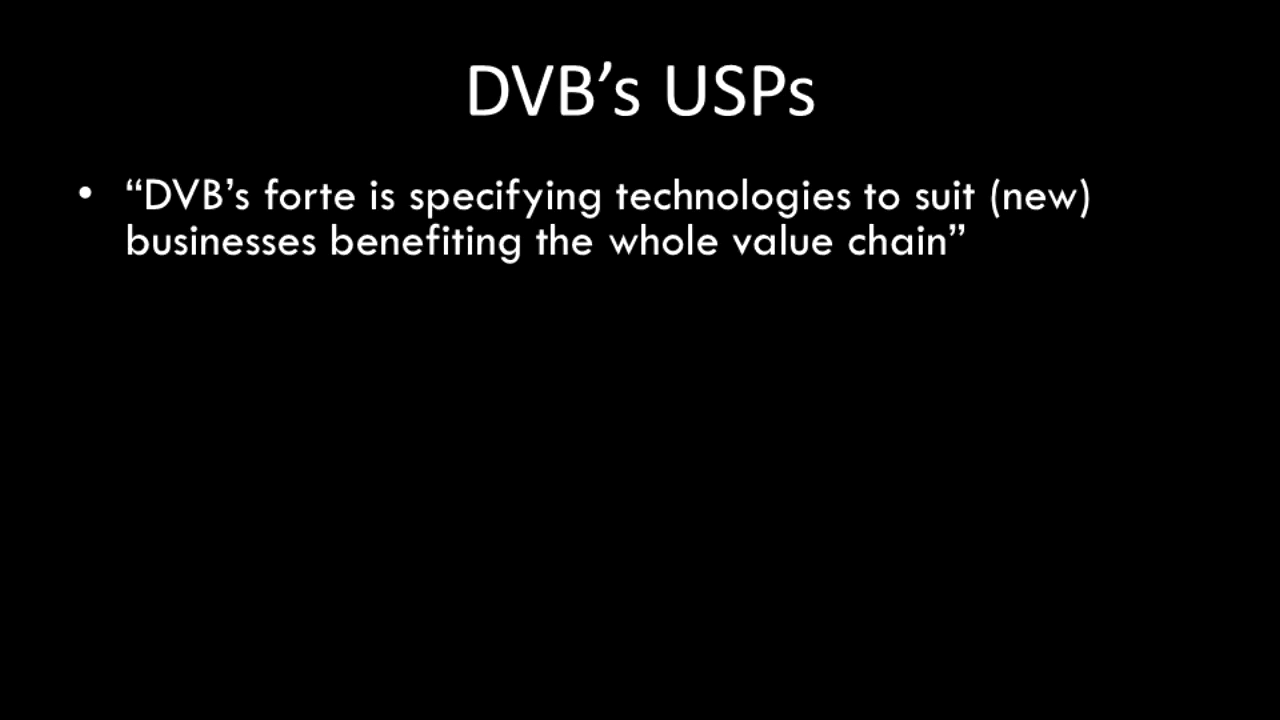 DVB’s USPs
• “DVB’s forte is specifying technologies to suit (new)
businesses benefiting the whole value chain”